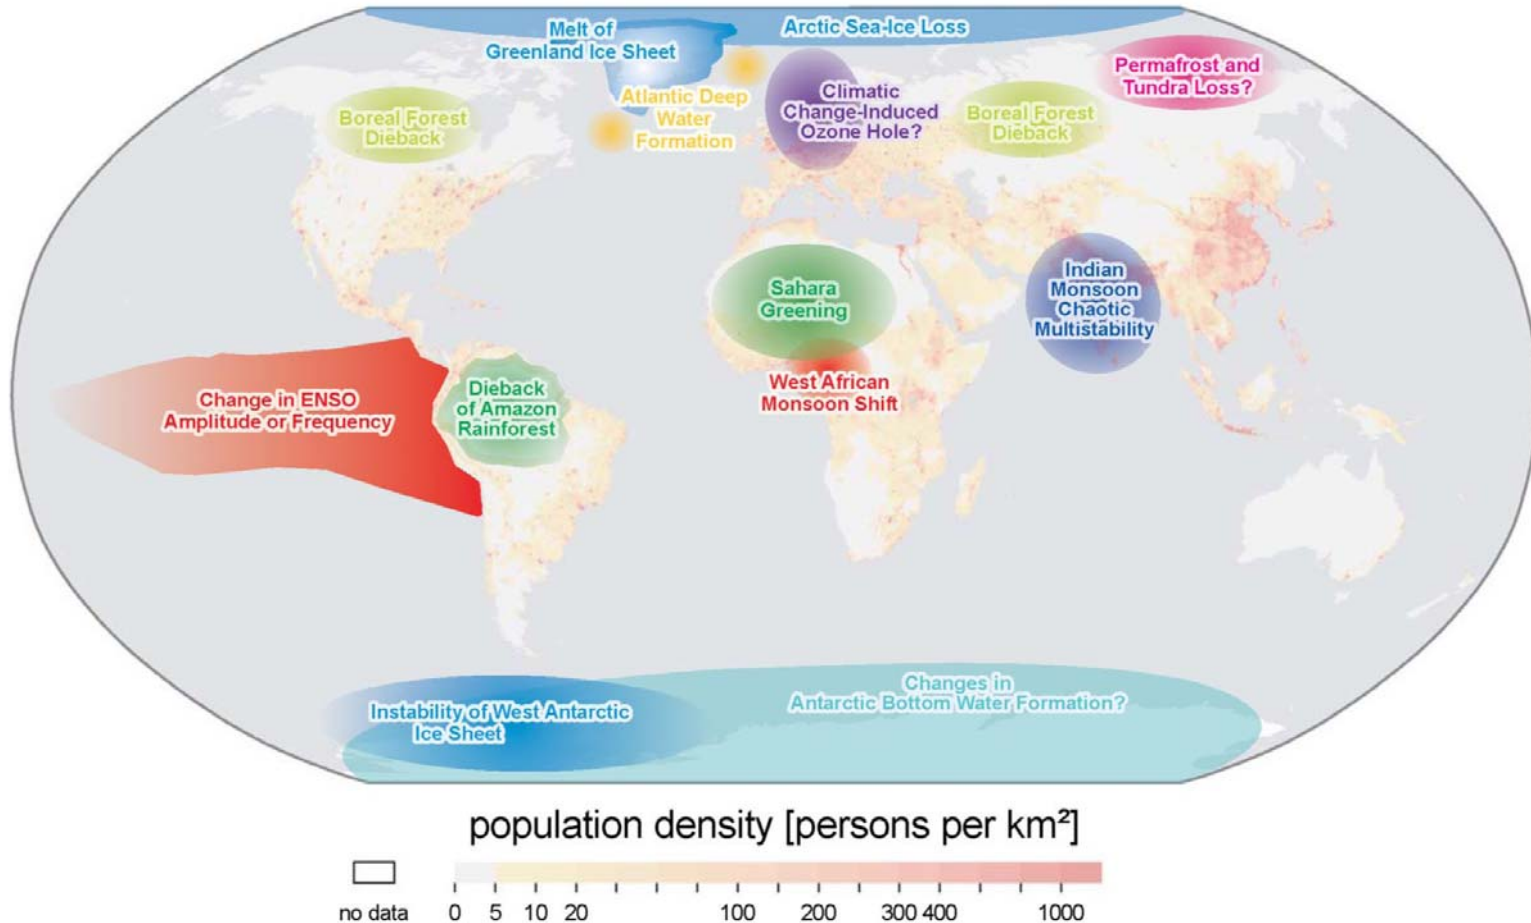 Melt of
Greenland Ice Sheet
Arctic Sea-Ice Loss
Atlantic Deep
Water
Formation
Climatic
Change-Induced
Ozone Hole?
Permafrost and
Tundra Loss?
Boreal Forest
Dieback
Boreal Forest
Dieback
Sahara
Greening
Indian
Monsoon
Chaotic
Multistability
West African
Monsoon Shift
Change in ENSO
Amplitude or Frequency
Dieback
of Amazon
Rainforest
Instability of West Antarctic
Ice Sheet
Changes in
Antarctic Bottom Water Formation?
population density [persons per km²]
no data 0 5 10 20 100 200 300 400 1000